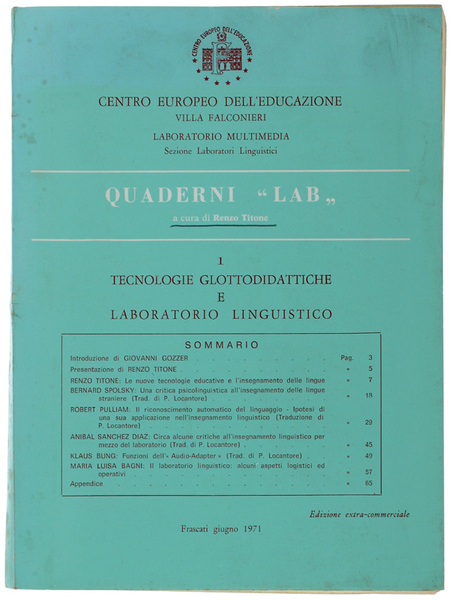 CENTRO EUROPEO DELL'EDUCAZIONE
CENTRO EUROPEO DELL'EDUCAZIONE
VILLA FALCONIERI
LABORATORIO MULTIMEDIA
Sezione Laboratori Linguistici
QUADERNI “LAB„
a cura di Renzo Titone
1
TECNOLOGIE GLOTTODIDATTICHE
E
LABORATORIO LINGUISTICO
SOMMARIO
Introduzione di GIOVANNI GOZZER . . . . . . . . . Pag. 3
Presentazione di RENZO TITONE . . . . . . . . . » 5
RENZO TITONE: Le nuove tecnologie educative e l'insegnamento delle lingue » 7
BERNARD SPOLSKY: Una critica psicolinguistica all'insegnamento delle lingue
straniere (Trad. di P. Locantore) . . . . . . . » 18
ROBERT PULLIAM: Il riconoscimento automatico del linguaggio - Ipotesi di
una sua applicazione nell'insegnamento linguistico (Traduzione di
P. Locantore) . . . . . . . . . . . » 29
ANIBAL SANCHEZ DIAZ: Circa alcune critiche all'insegnamento linguistico per
mezzo del laboratorio (Trad. di P. Locantore) . . . . . » 45
KLAUS BUNG: Funzioni dell'« Audio-Adapter » (Trad. di P. Locantore) . . » 49
MARIA LUISA BAGNI: Il laboratorio linguistico: alcuni aspetti logistici ed
operativi . . . . . . . . . . . . » 57
Appendice . . . . . . . . . . . . » 65
Edizione extra-commerciale
Frascati giugno 1971